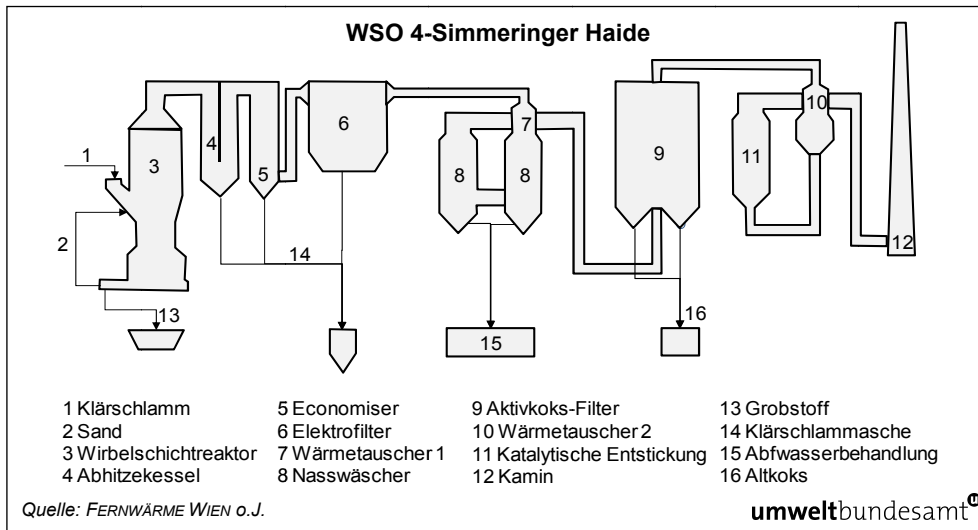 WSO 4-Simmeringer Haide
1
2
3
4
5
6
7
8
8
9
10
11
12
13
14
15
16
1 Klärschlamm
2 Sand
3 Wirbelschichtreaktor
4 Abhitzekessel
5 Economiser
6 Elektrofilter
7 Wärmetauscher 1
8 Nasswäscher
9 Aktivkoks-Filter
10 Wärmetauscher 2
11 Katalytische Entstickung
12 Kamin
13 Grobstoff
14 Klärschlammasche
15 Abfwasserbehandlung
16 Altkoks
Quelle: FERNWÄRME WIEN o.J.
umweltbundesamt u